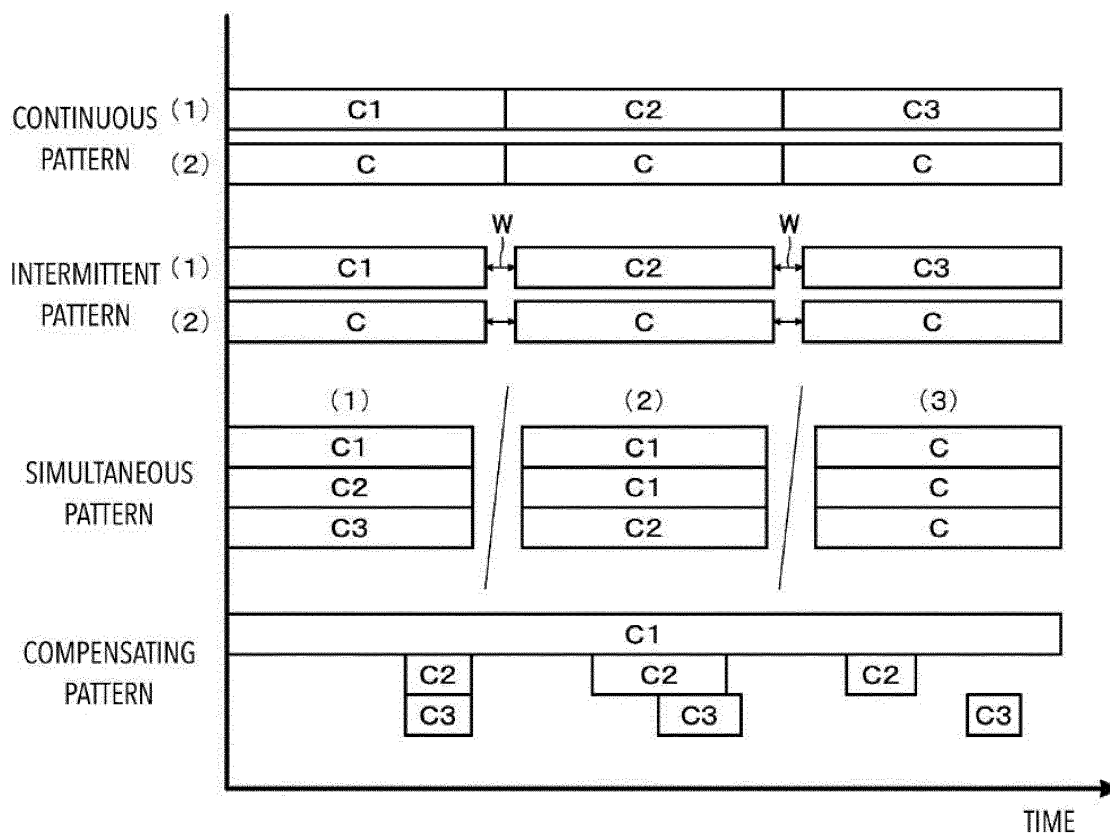 CONTINUOUS PATTERN
(1) C1 C2 C3
(2) C C C
W W
INTERMITTENT PATTERN
(1) C1 C2 C3
(2) C C C
(1) (2) (3)
SIMULTANEOUS PATTERN
C1 C1 C
C2 C1 C
C3 C2 C
COMPENSATING PATTERN
C1
C2 C2 C2
C3 C3 C3
TIME